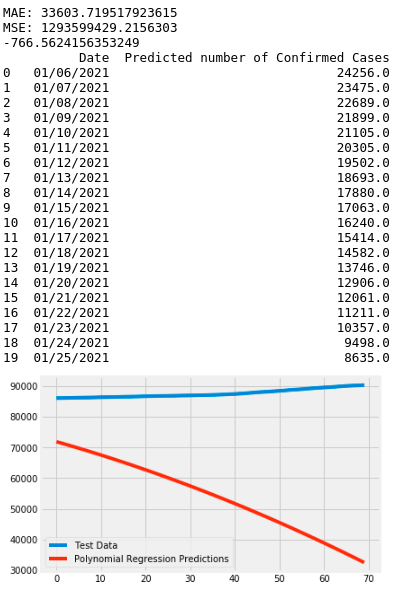 MAE: 33603.719517923615
MSE: 1293599429.2156303
-766.5624156353249
Date Predicted number of Confirmed Cases
0 01/06/2021 24256.0
1 01/07/2021 23475.0
2 01/08/2021 22689.0
3 01/09/2021 21899.0
4 01/10/2021 21105.0
5 01/11/2021 20305.0
6 01/12/2021 19502.0
7 01/13/2021 18693.0
8 01/14/2021 17880.0
9 01/15/2021 17063.0
10 01/16/2021 16240.0
11 01/17/2021 15414.0
12 01/18/2021 14582.0
13 01/19/2021 13746.0
14 01/20/2021 12906.0
15 01/21/2021 12061.0
16 01/22/2021 11211.0
17 01/23/2021 10357.0
18 01/24/2021 9498.0
19 01/25/2021 8635.0
90000
80000
70000
60000
50000
40000
30000
Test Data
Polynomial Regression Predictions
0 10 20 30 40 50 60 70